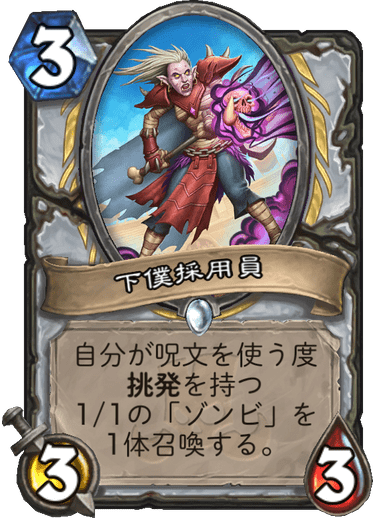 3
下僕採用員
自分が呪文を使う度
挑発を持つ
1/1の「ゾンビ」を
1体召喚する。
3
3